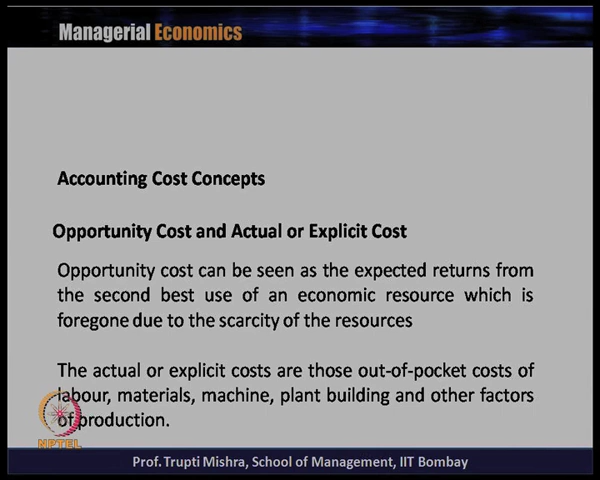 Managerial Economics
Accounting Cost Concepts
Opportunity Cost and Actual or Explicit Cost
Opportunity cost can be seen as the expected returns from
the second best use of an economic resource which is
foregone due to the scarcity of the resources
The actual or explicit costs are those out-of-pocket costs of
labour, materials, machine, plant building and other factors
of production.
NPTEL
Prof. Trupti Mishra, School of Management, IIT Bombay